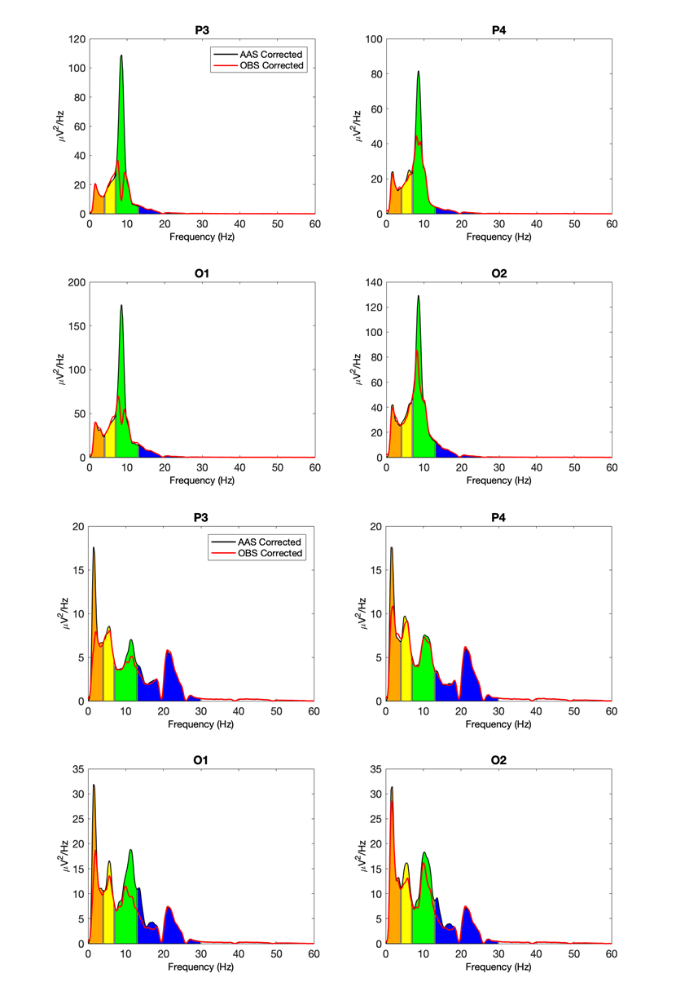 P3 P4
120 100
100 80
80 60
60 40
40 20
20 0
0
AAS Corrected
OBS Corrected
μV²/Hz μV²/Hz
0 10 20 30 40 50 60 0 10 20 30 40 50 60
Frequency (Hz) Frequency (Hz)
O1 O2
200 140
150 120
100 100
50 80
0 60
40
20
0
μV²/Hz μV²/Hz
0 10 20 30 40 50 60 0 10 20 30 40 50 60
Frequency (Hz) Frequency (Hz)
P3 P4
20 20
15 15
10 10
5 5
0 0
AAS Corrected
OBS Corrected
μV²/Hz μV²/Hz
0 10 20 30 40 50 60 0 10 20 30 40 50 60
Frequency (Hz) Frequency (Hz)
O1 O2
35 35
30 30
25 25
20 20
15 15
10 10
5 5
0 0
μV²/Hz μV²/Hz
0 10 20 30 40 50 60 0 10 20 30 40 50 60
Frequency (Hz) Frequency (Hz)